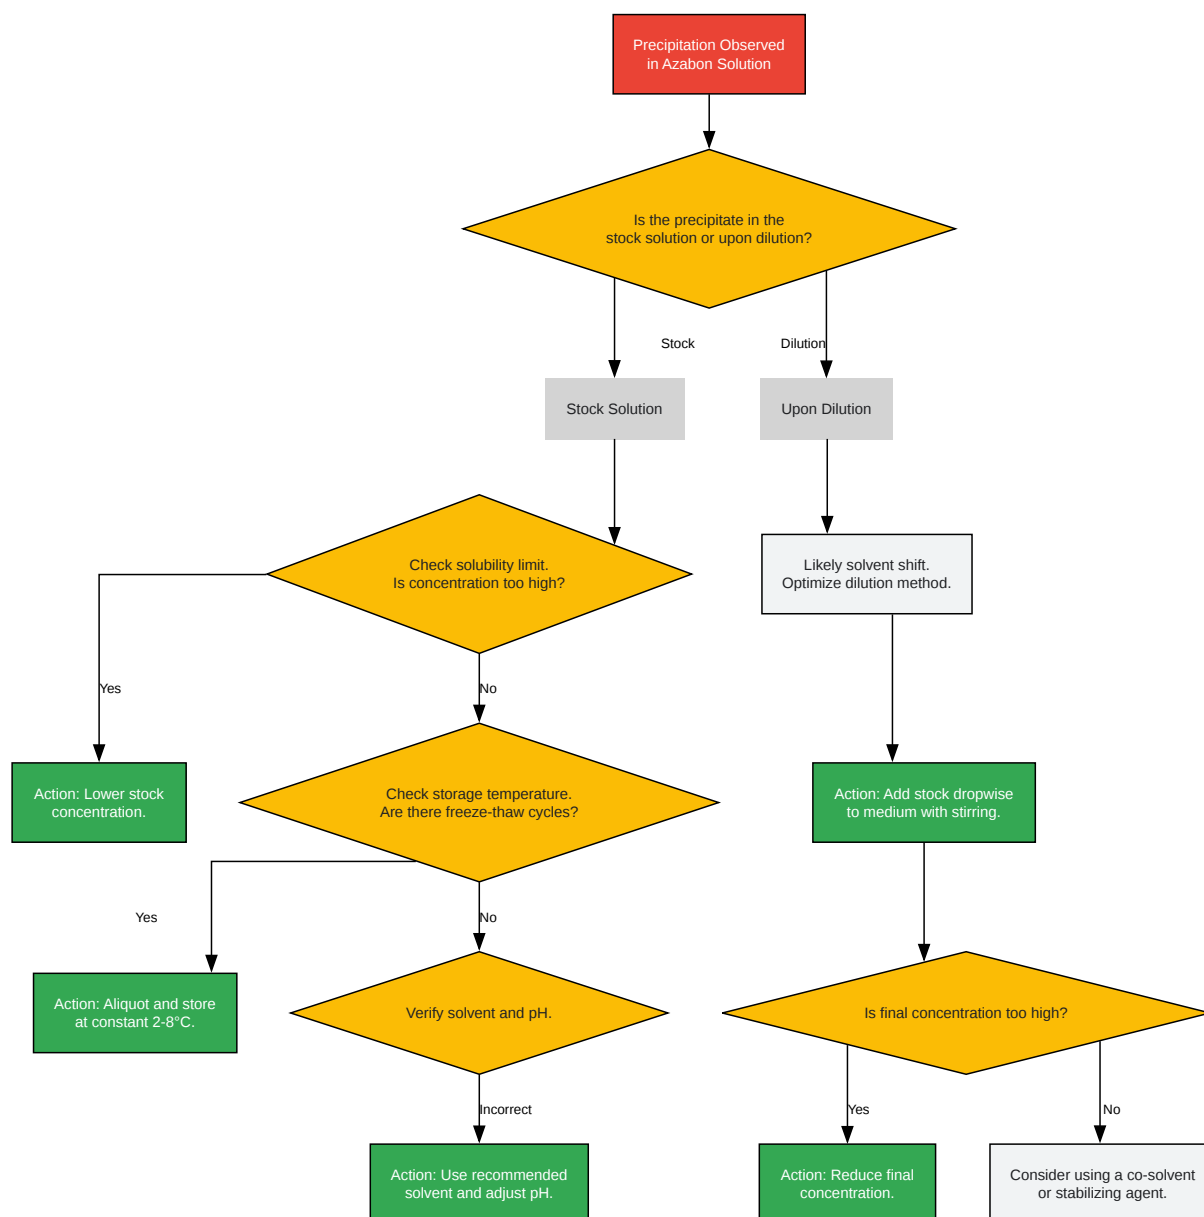 Precipitation Observed
in Azabon Solution
Is the precipitate in the
stock solution or upon dilution?
Stock
Dilution
Stock Solution
Upon Dilution
Check solubility limit.
Is concentration too high?
Likely solvent shift.
Optimize dilution method.
Yes
No
Action: Lower stock
concentration.
Check storage temperature.
Are there freeze-thaw cycles?
Action: Add stock dropwise
to medium with stirring.
Yes
No
Action: Aliquot and store
at constant 2-8°C.
Verify solvent and pH.
Is final concentration too high?
Incorrect
Yes
No
Action: Use recommended
solvent and adjust pH.
Action: Reduce final
concentration.
Consider using a co-solvent
or stabilizing agent.